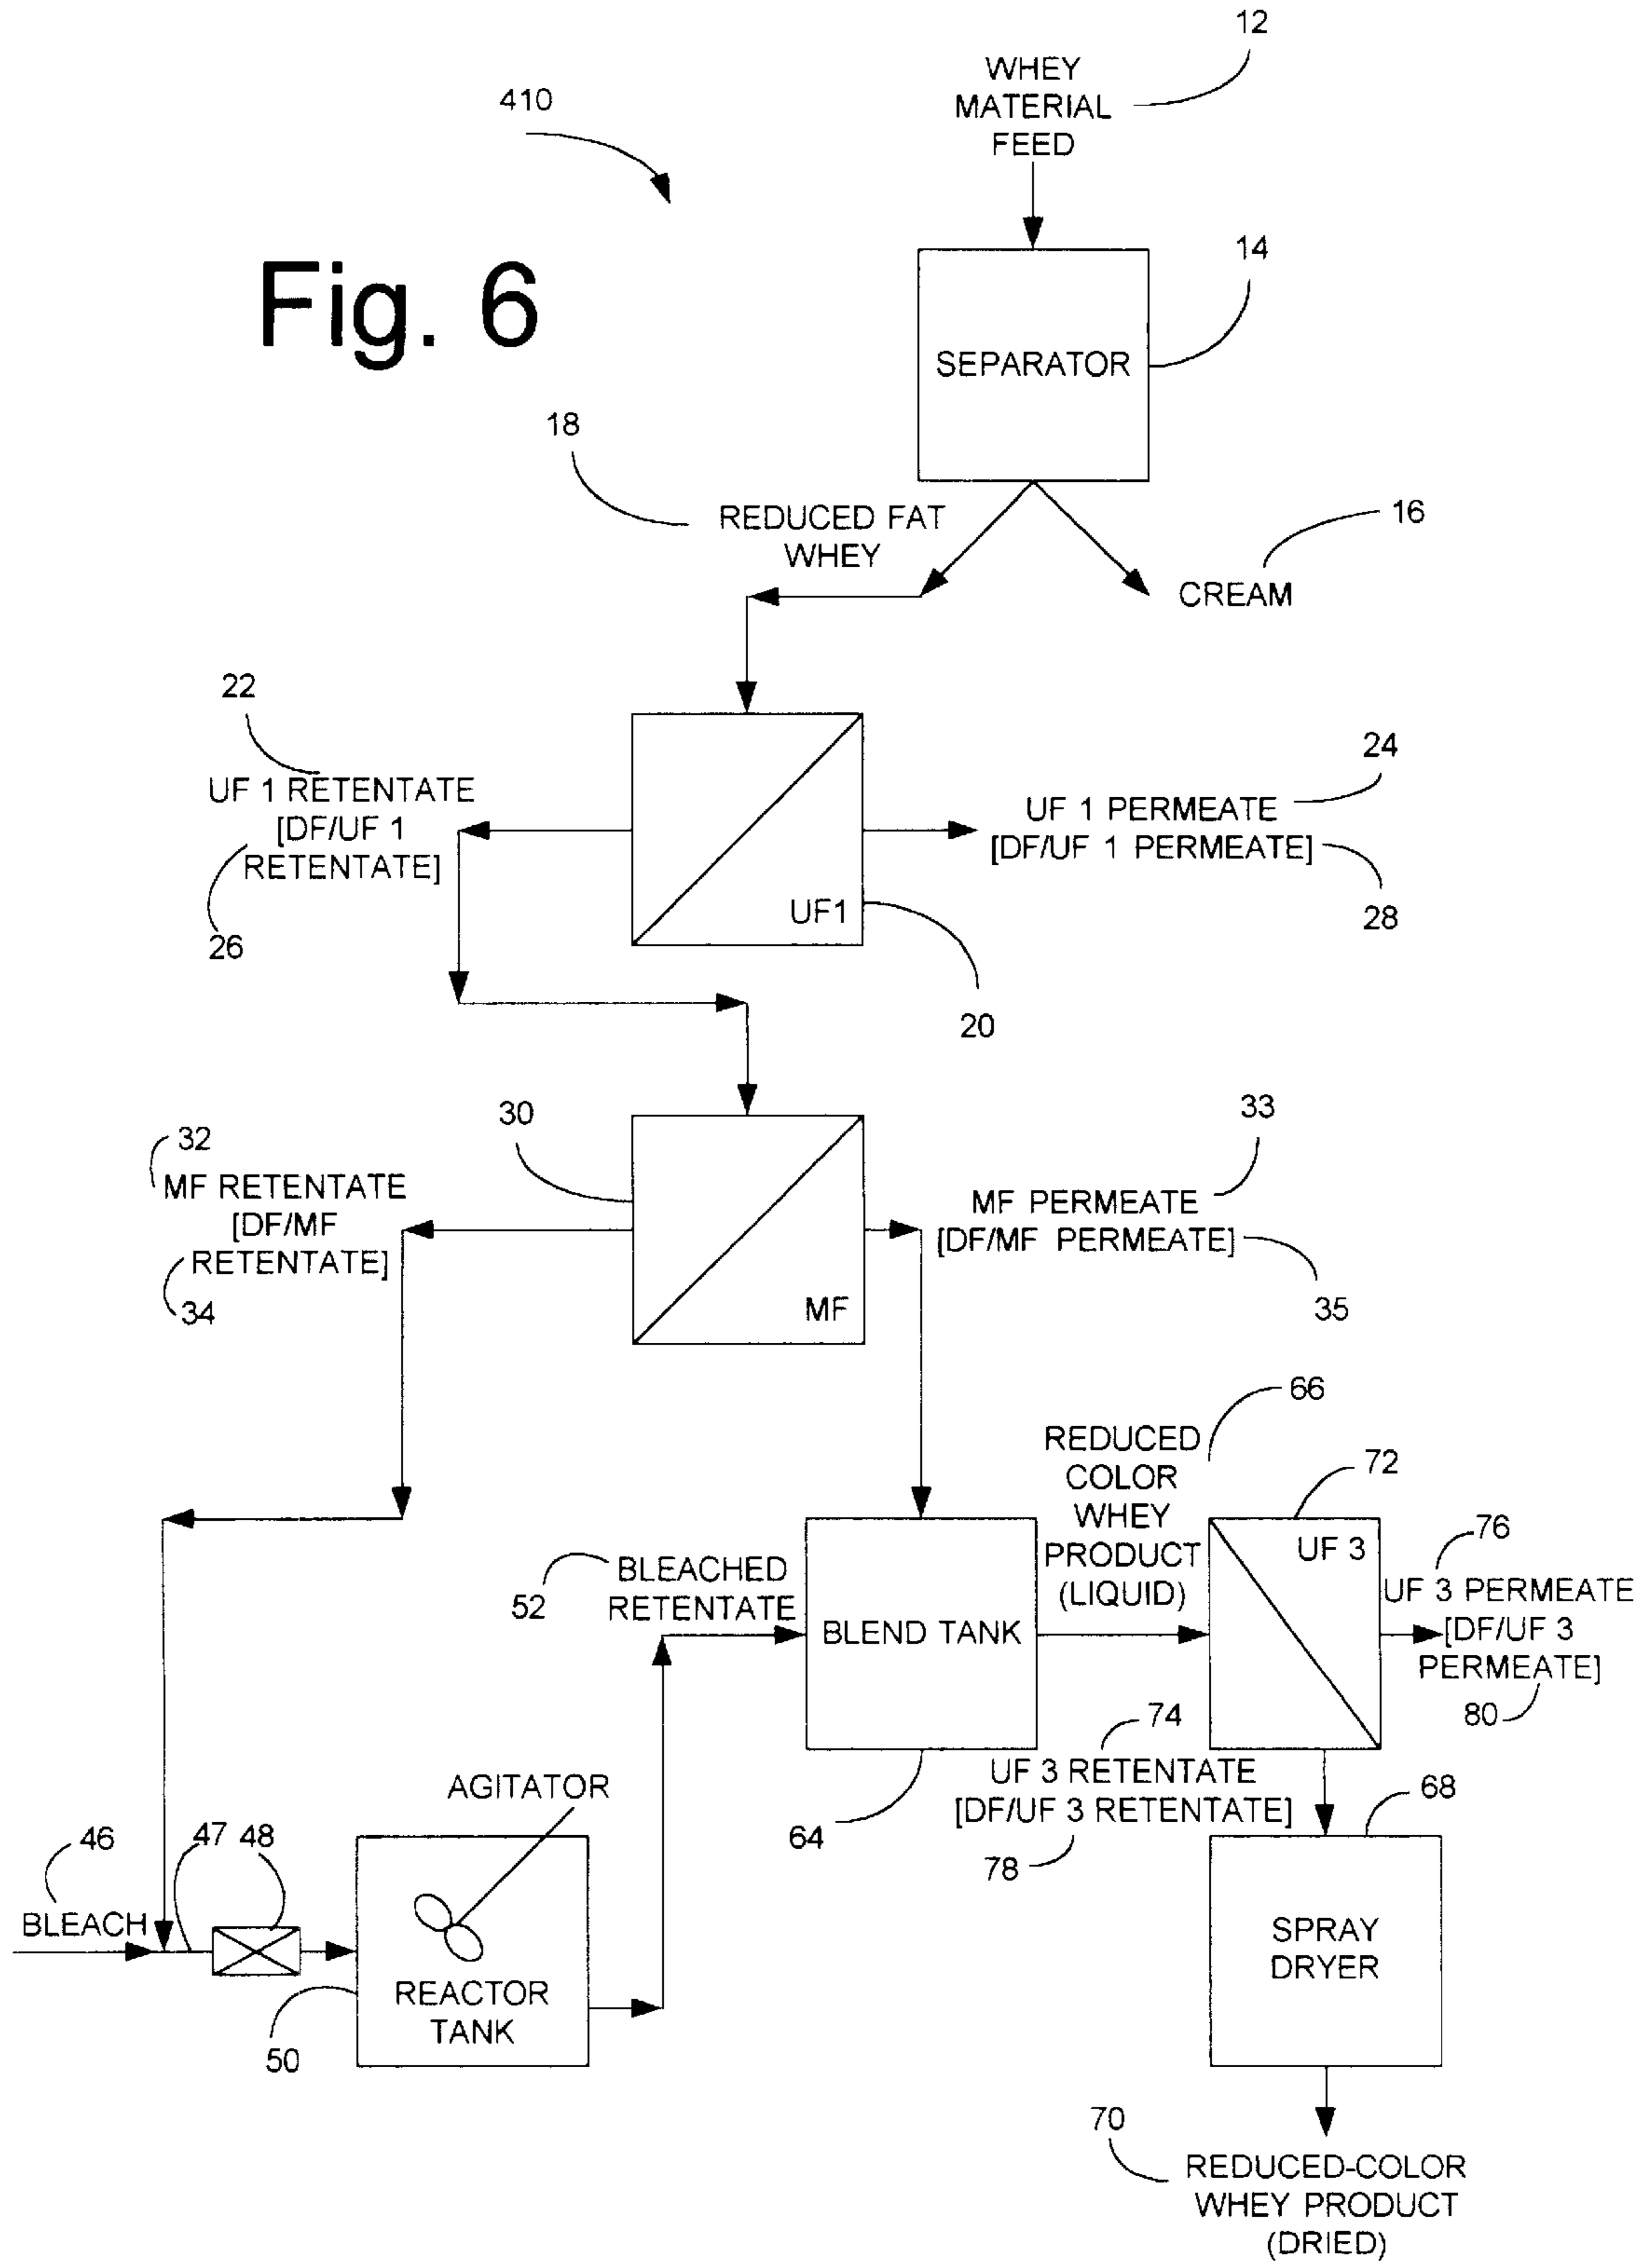 12
WHEY
MATERIAL
FEED
410
Fig. 6
14
SEPARATOR
18
REDUCED FAT
WHEY
16
CREAM
22
UF 1 RETENTATE
[DF/UF 1
RETENTATE]
26
24
UF 1 PERMEATE
[DF/UF 1 PERMEATE]
28
UF1
20
32
MF RETENTATE
[DF/MF
RETENTATE]
34
30
33
MF PERMEATE
[DF/MF PERMEATE]
35
MF
66
REDUCED
COLOR
WHEY
PRODUCT
(LIQUID)
72
UF 3
76
UF 3 PERMEATE
[DF/UF 3
PERMEATE]
80
52
BLEACHED
RETENTATE
BLEND TANK
64
74
UF 3 RETENTATE
[DF/UF 3 RETENTATE]
78
68
AGITATOR
46
47
48
BLEACH
REACTOR
TANK
50
SPRAY
DRYER
70
REDUCED-COLOR
WHEY PRODUCT
(DRIED)